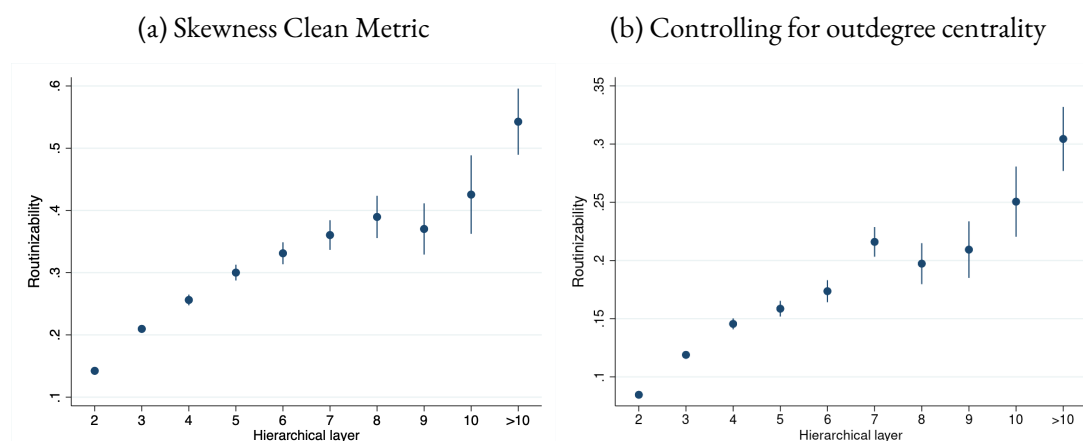 (a) Skewness Clean Metric
Routinizability
.6
.5
.4
.3
.2
.1
2 3 4 5 6 7 8 9 10 >10
Hierarchical layer
(b) Controlling for outdegree centrality
Routinizability
.35
.3
.25
.2
.15
.1
2 3 4 5 6 7 8 9 10 >10
Hierarchical layer